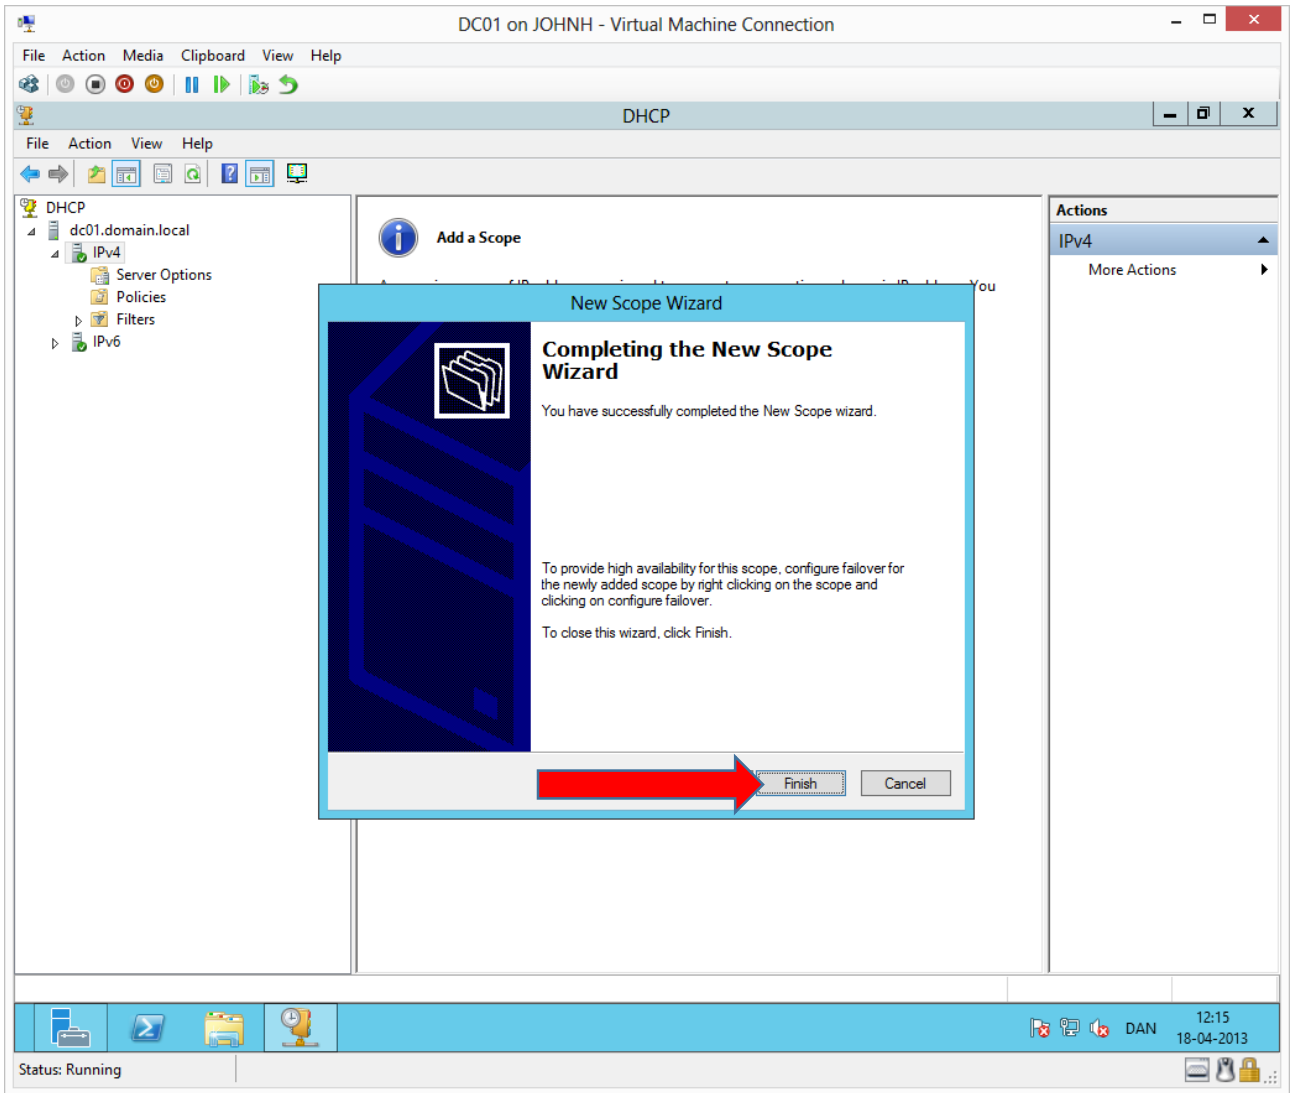 DC01 on JOHNH - Virtual Machine Connection
File Action Media Clipboard View Help
DHCP
File Action View Help
DHCP
dc01.domain.local
IPv4
Server Options
Policies
Filters
IPv6
Add a Scope
You
Actions
IPv4
More Actions
New Scope Wizard
Completing the New Scope
Wizard
You have successfully completed the New Scope wizard.
To provide high availability for this scope, configure failover for
the newly added scope by right clicking on the scope and
clicking on configure failover.
To close this wizard, click Finish.
Finish
Cancel
DAN
12:15
18-04-2013
Status: Running